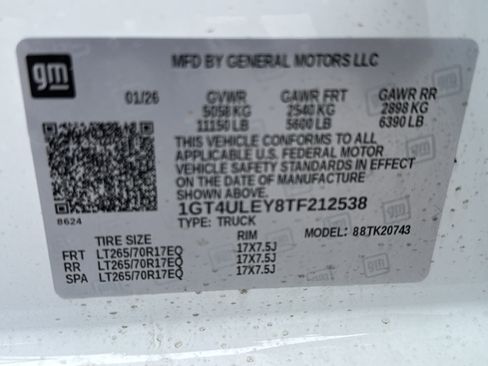 gm
MFD BY GENERAL MOTORS LLC
01/26 GVWR GAWR FRT GAWR RR
5058 KG 2540 KG 2898 KG
11150 LB 5600 LB 6390 LB
THIS VEHICLE CONFORMS TO ALL
APPLICABLE U.S. FEDERAL MOTOR
VEHICLE SAFETY STANDARDS IN EFFECT
ON THE DATE OF MANUFACTURE
SHOWN ABOVE.
8624 1GT4ULEY8TF212538
TYPE: TRUCK
TIRE SIZE RIM MODEL: 88TK20743
FRT LT265/70R17EQ 17X7.5J
RR LT265/70R17EQ 17X7.5J
SPA LT265/70R17EQ 17X7.5J